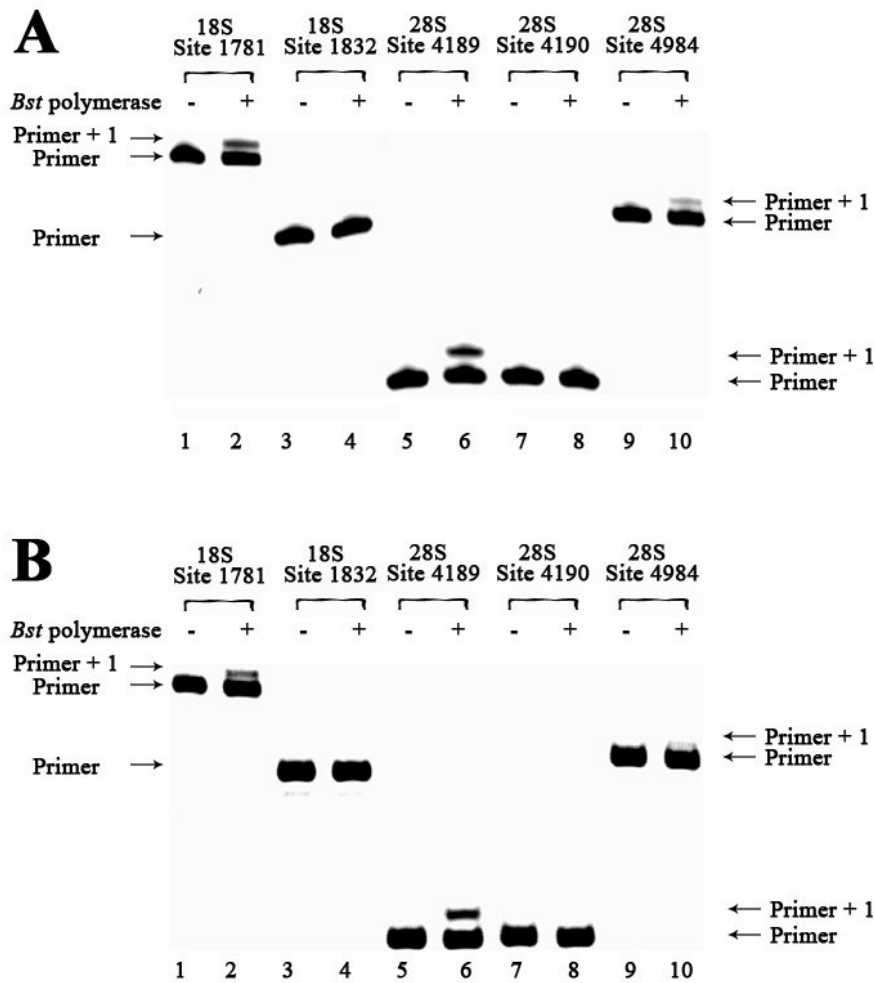 A
18S 18S 28S 28S 28S
Site 1781 Site 1832 Site 4189 Site 4190 Site 4984
Bst polymerase - + - + - + - + - +
Primer + 1
Primer
Primer + 1
Primer
Primer
Primer + 1
Primer
1 2 3 4 5 6 7 8 9 10
B
18S 18S 28S 28S 28S
Site 1781 Site 1832 Site 4189 Site 4190 Site 4984
Bst polymerase - + - + - + - + - +
Primer + 1
Primer
Primer + 1
Primer
Primer
Primer + 1
Primer
1 2 3 4 5 6 7 8 9 10